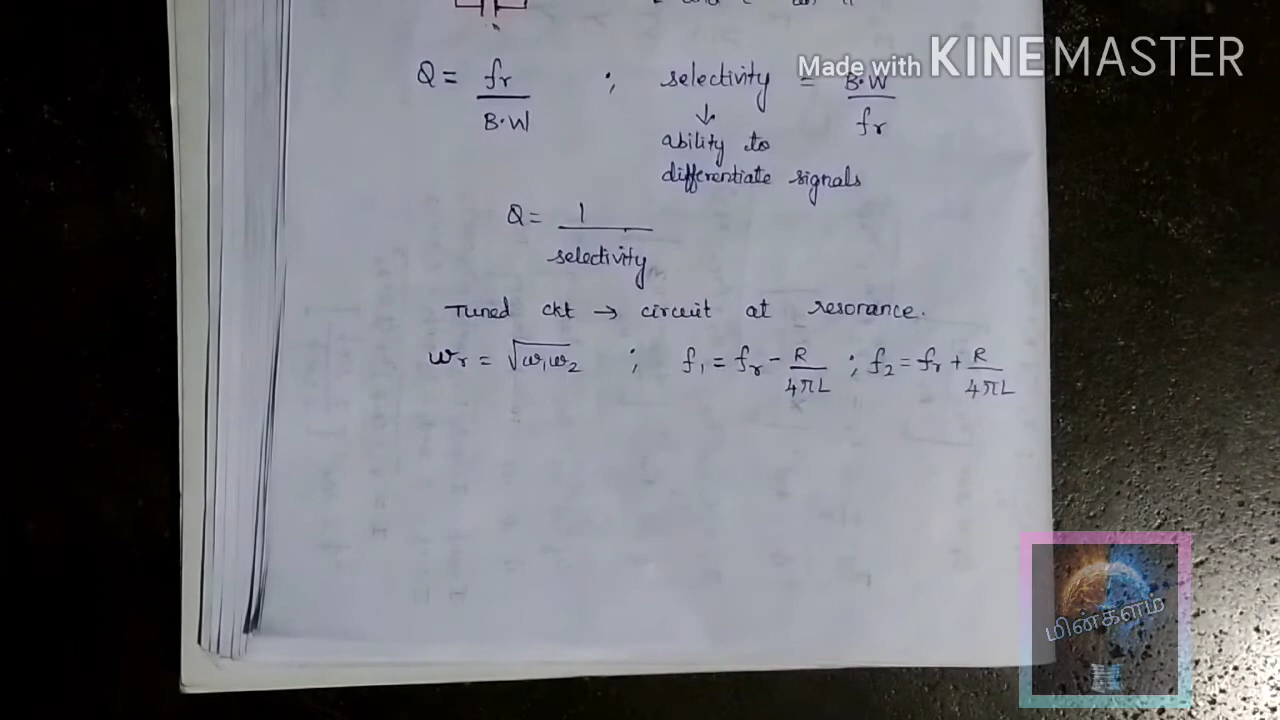 Made with KINEMASTER
Q = fr / B.W ; selectivity = B.W / fr
↓
ability to
differentiate signals
Q = 1 / selectivity
Tuned ckt → circuit at resonance.
ωr = √ω1ω2 ; f1 = fr - R / 4πL ; f2 = fr + R / 4πL
மின்களம்